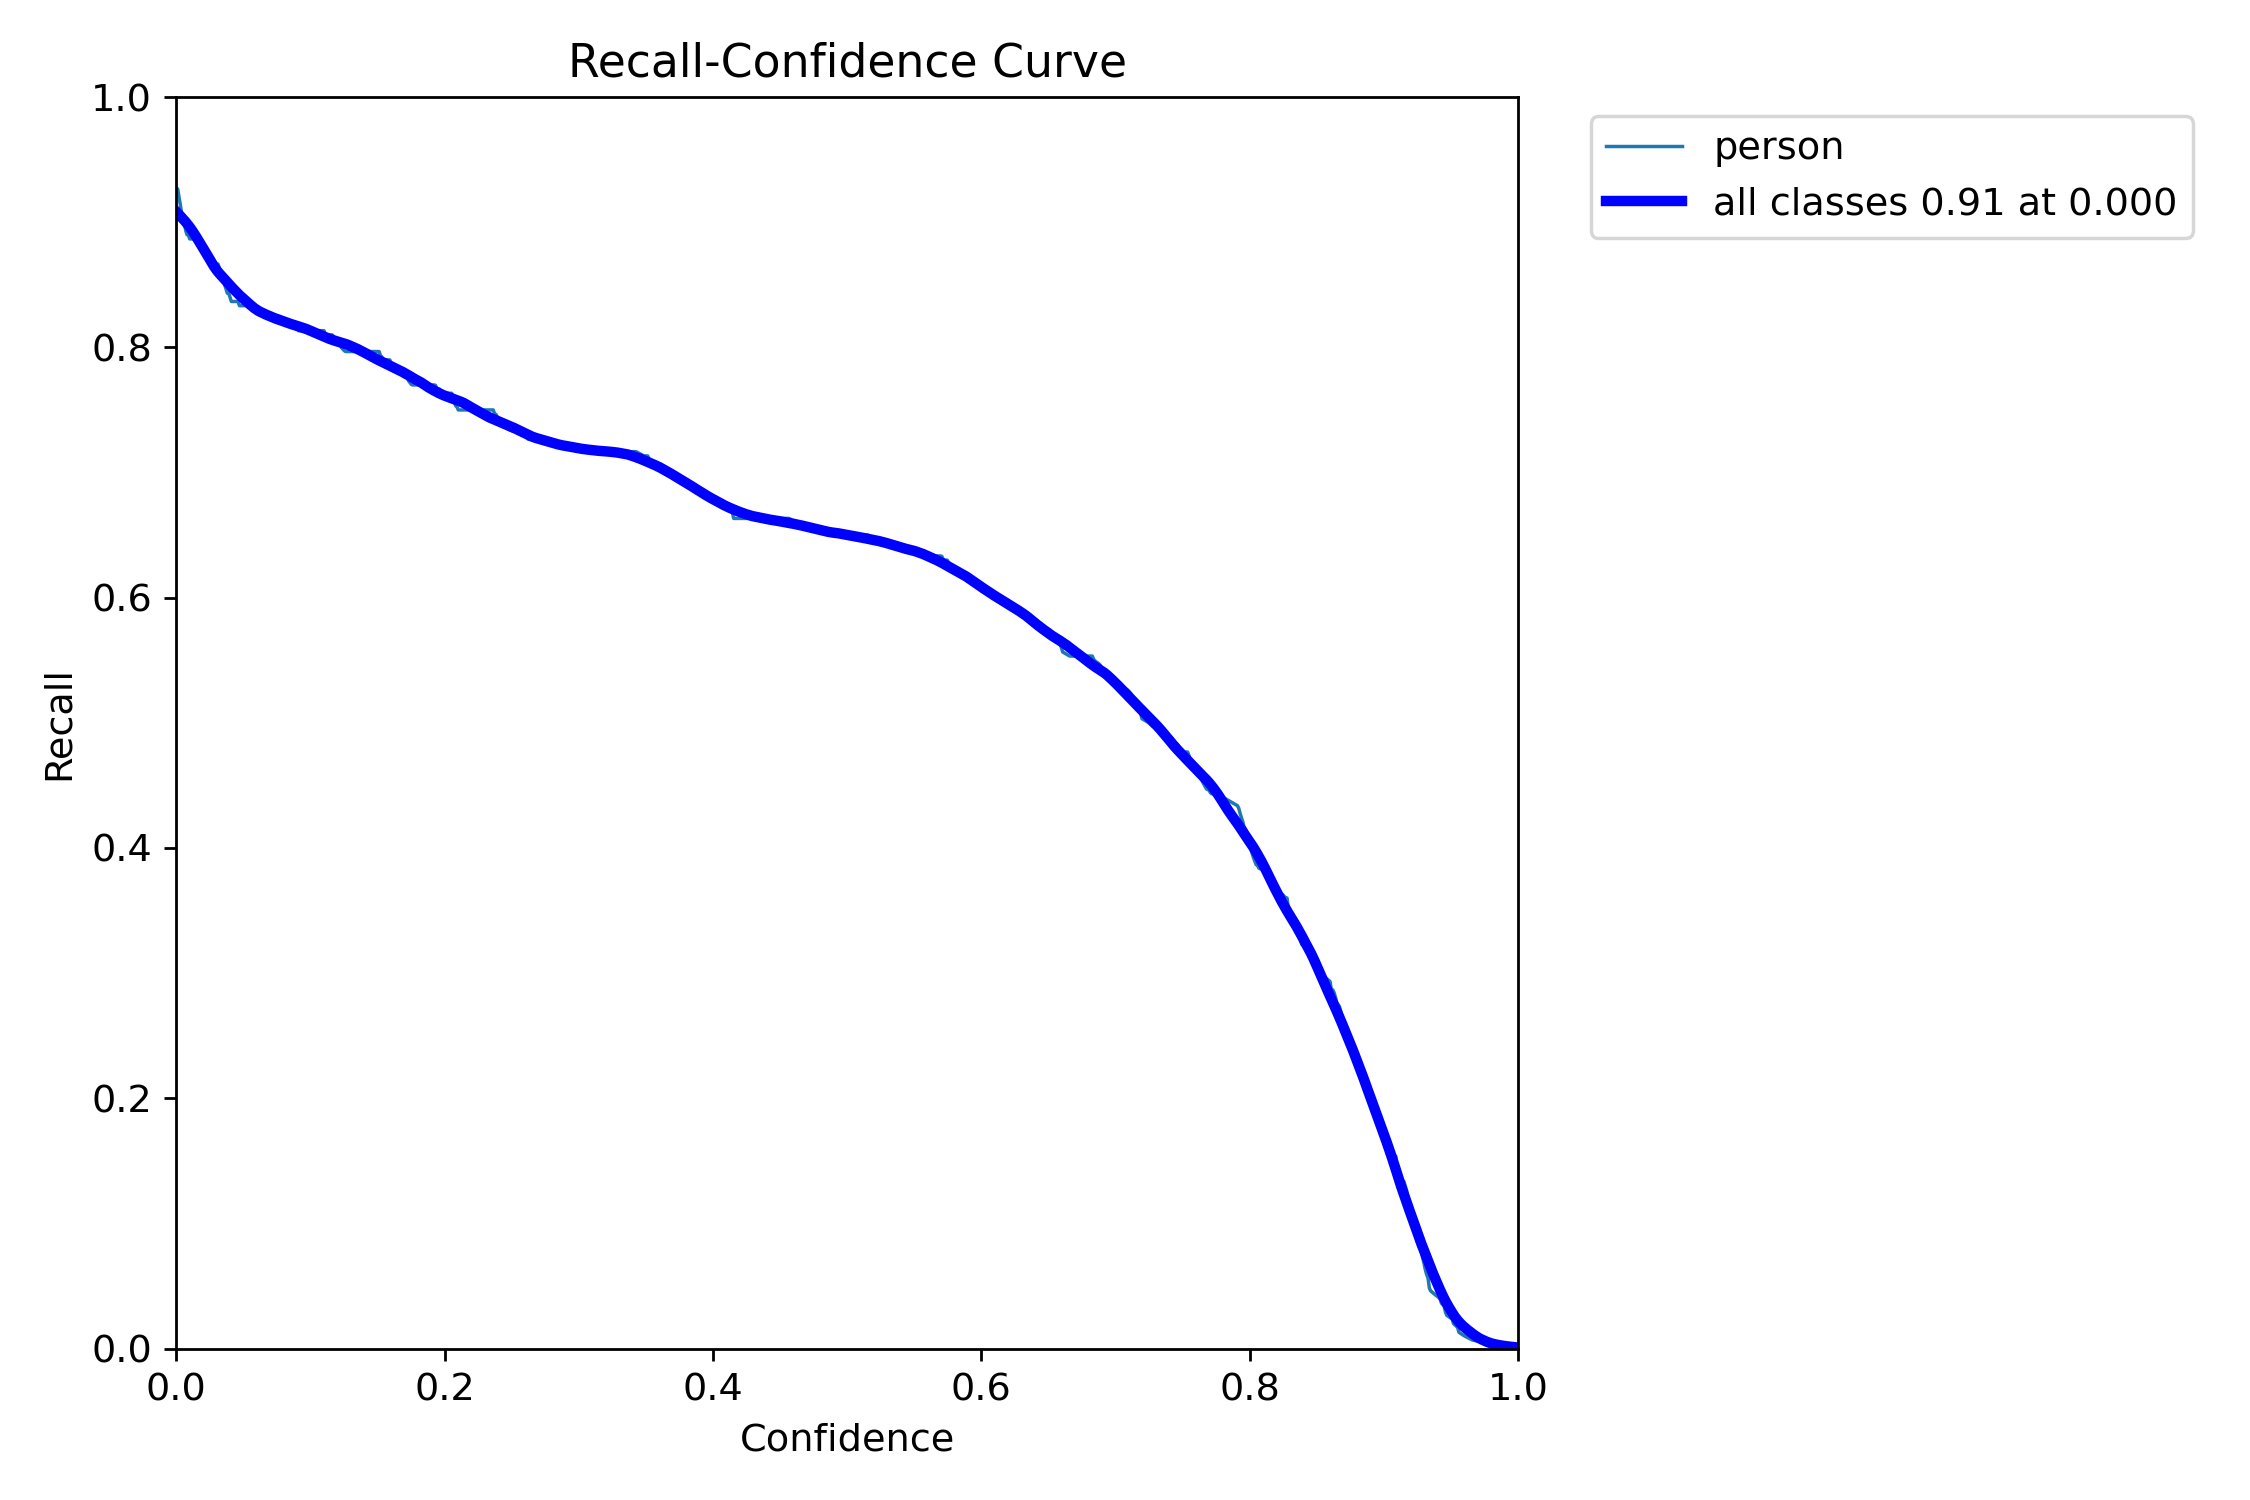 Recall-Confidence Curve
1.0
0.8
0.6
0.4
0.2
0.0
Recall
0.0 0.2 0.4 0.6 0.8 1.0
Confidence
person
all classes 0.91 at 0.000